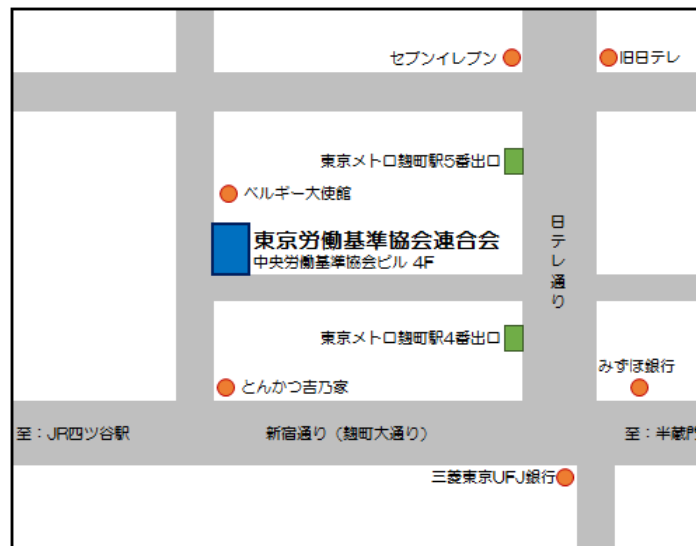 セブンイレブン
旧日テレ
東京メトロ麹町駅5番出口
ベルギー大使館
東京労働基準協会連合会
中央労働基準協会ビル 4F
日テレ通り
東京メトロ麹町駅4番出口
みずほ銀行
とんかつ吉乃家
至：JR四ツ谷駅
新宿通り（麹町大通り）
至：半蔵門
三菱東京UFJ銀行